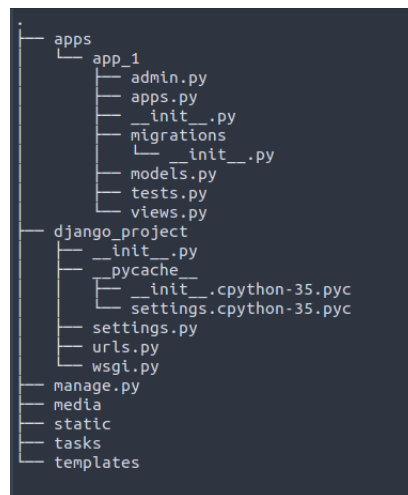 .
├── apps
│   └── app_1
│       ├── admin.py
│       ├── apps.py
│       ├── __init__.py
│       ├── migrations
│       │   └── __init__.py
│       ├── models.py
│       ├── tests.py
│       └── views.py
├── django_project
│   ├── __init__.py
│   ├── __pycache__
│   │   ├── __init__.cpython-35.pyc
│   │   └── settings.cpython-35.pyc
│   ├── settings.py
│   ├── urls.py
│   └── wsgi.py
├── manage.py
├── media
├── static
├── tasks
└── templates